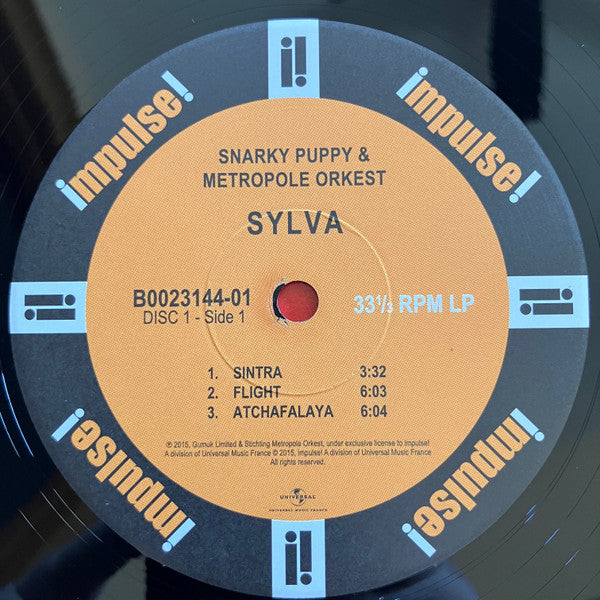 impulse!
impulse!
SNARKY PUPPY &
METROPOLE ORKEST
SYLVA
B0023144-01
DISC 1 - Side 1
33⅓ RPM LP
1. SINTRA 3:32
2. FLIGHT 6:03
3. ATCHAFALAYA 6:04
℗ 2015, Gumuk Limited & Stichting Metropole Orkest, under exclusive license to Impulse!
A division of Universal Music France © 2015, Impulse! A division of Universal Music France
All rights reserved.
UNIVERSAL
UNIVERSAL MUSIC FRANCE
impulse!
impulse!